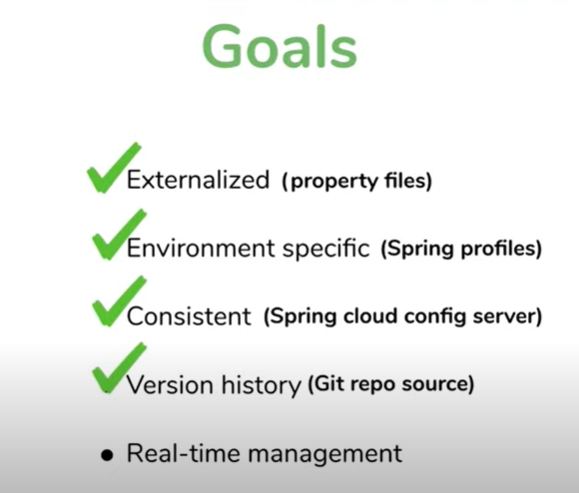 Goals
Externalized (property files)
Environment specific (Spring profiles)
Consistent (Spring cloud config server)
Version history (Git repo source)
• Real-time management